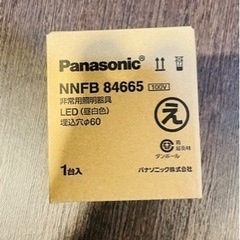 Panasonic
NNFB 84665 100V
非常用照明器具
LED (昼白色)
埋込穴φ60
え
ダンボール
1台入
パナソニック株式会社